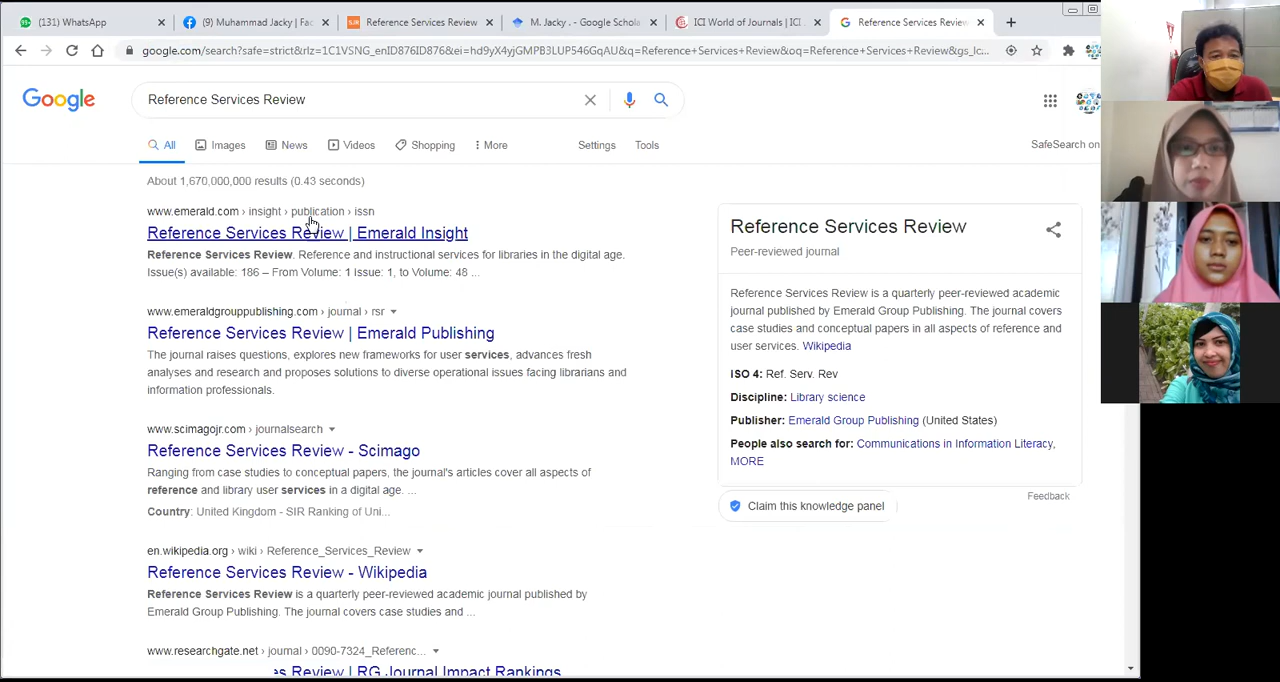 (131) WhatsApp
(9) Muhammad Jacky | Fac
Reference Services Review
M. Jacky . - Google Schola
ICI World of Journals | ICI .
Reference Services Review
google.com/search?safe=strict&rlz=1C1VSNG_enID876ID876&ei=hd9yX4yjGMPB3LUP546GqAU&q=Reference+Services+Review&oq=Reference+Services+Review&gs_lc...
Google
Reference Services Review
All
Images
News
Videos
Shopping
More
Settings
Tools
SafeSearch on
About 1,670,000,000 results (0.43 seconds)
www.emerald.com › insight › publication › issn
Reference Services Review | Emerald Insight
Reference Services Review. Reference and instructional services for libraries in the digital age.
Issue(s) available: 186 – From Volume: 1 Issue: 1, to Volume: 48 ...
www.emeraldgrouppublishing.com › journal › rsr
Reference Services Review | Emerald Publishing
The journal raises questions, explores new frameworks for user services, advances fresh
analyses and research and proposes solutions to diverse operational issues facing librarians and
information professionals.
www.scimagojr.com › journalsearch
Reference Services Review - Scimago
Ranging from case studies to conceptual papers, the journal's articles cover all aspects of
reference and library user services in a digital age. ...
Country: United Kingdom - SIR Ranking of Uni...
en.wikipedia.org › wiki › Reference_Services_Review
Reference Services Review - Wikipedia
Reference Services Review is a quarterly peer-reviewed academic journal published by
Emerald Group Publishing. The journal covers case studies and ...
www.researchgate.net › journal › 0090-7324_Referenc...
es Review | RG Journal Impact Rankings
Reference Services Review
Peer-reviewed journal
Reference Services Review is a quarterly peer-reviewed academic
journal published by Emerald Group Publishing. The journal covers
case studies and conceptual papers in all aspects of reference and
user services. Wikipedia
ISO 4: Ref. Serv. Rev
Discipline: Library science
Publisher: Emerald Group Publishing (United States)
People also search for: Communications in Information Literacy,
MORE
Feedback
Claim this knowledge panel